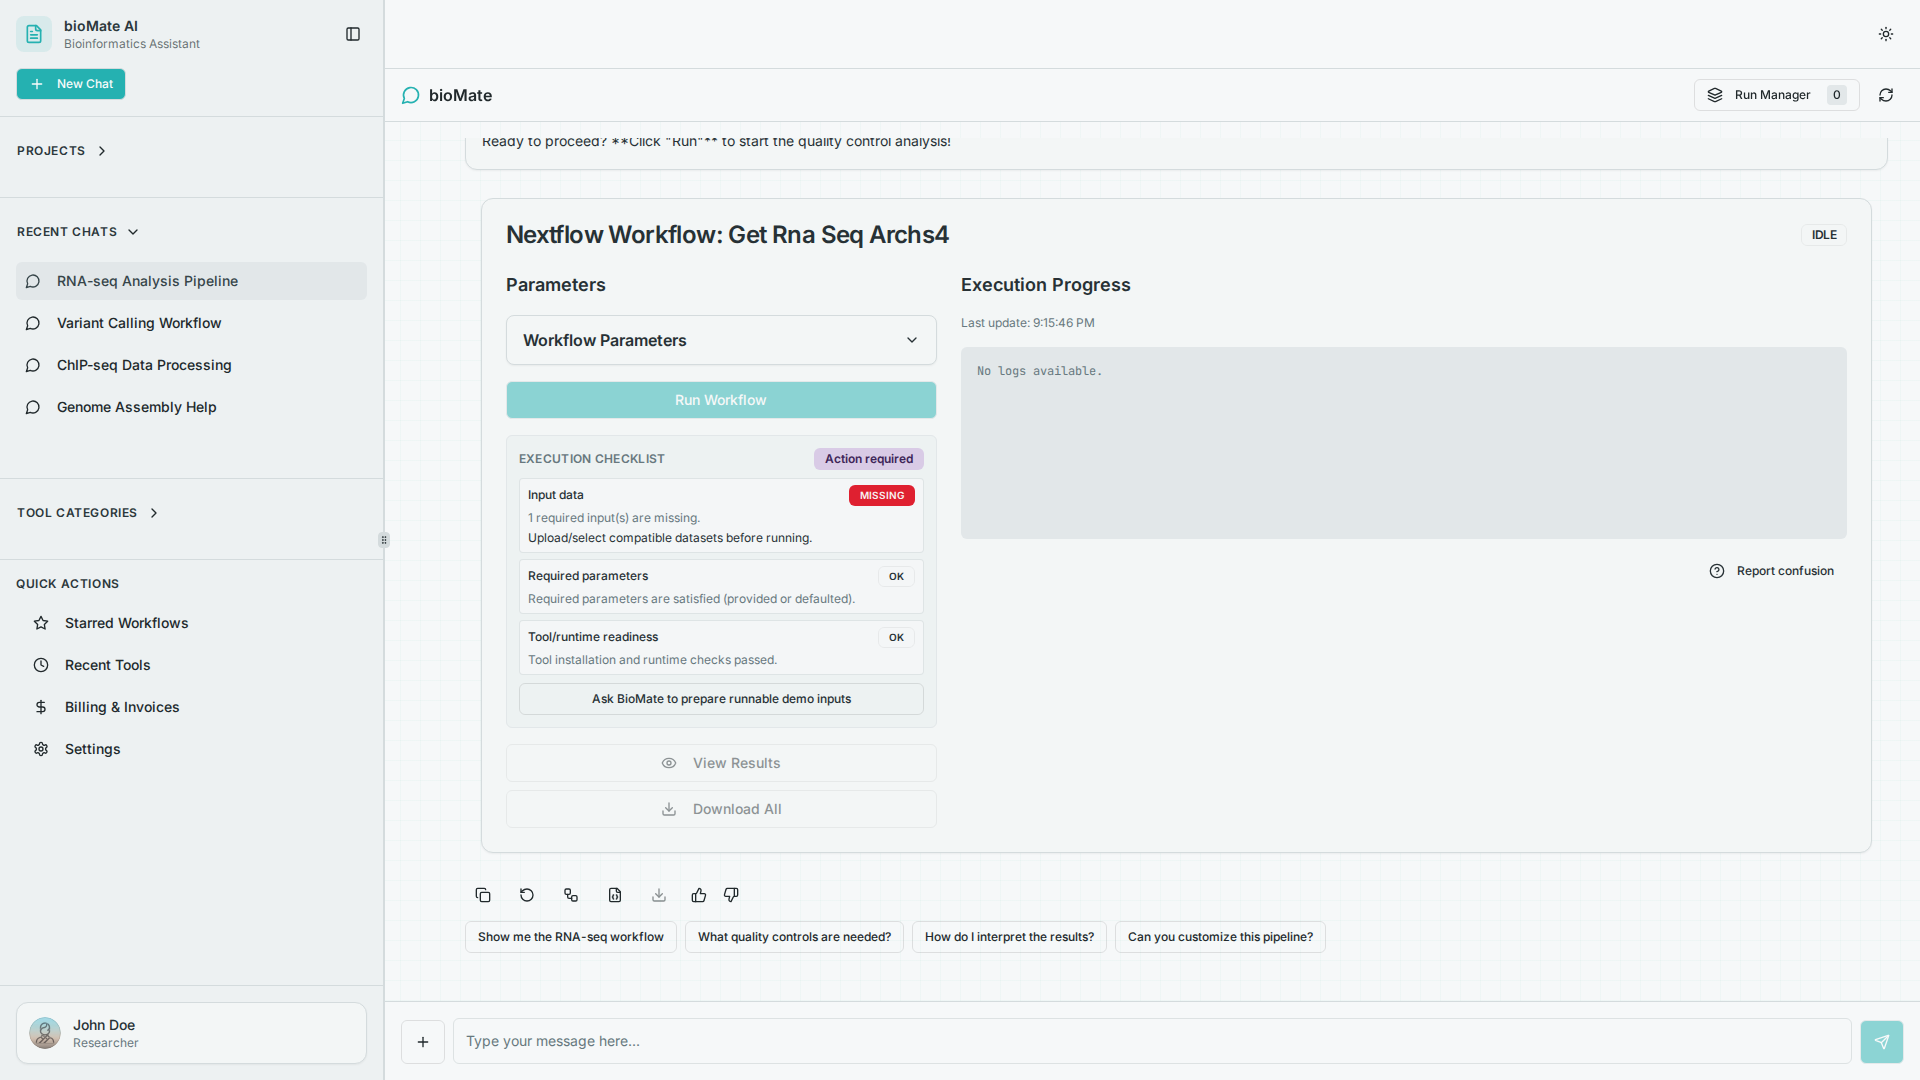 bioMate AI
Bioinformatics Assistant
New Chat
PROJECTS
RECENT CHATS
RNA-seq Analysis Pipeline
Variant Calling Workflow
ChIP-seq Data Processing
Genome Assembly Help
TOOL CATEGORIES
QUICK ACTIONS
Starred Workflows
Recent Tools
Billing & Invoices
Settings
John Doe
Researcher
bioMate
Run Manager 0
Ready to proceed? **Click "Run"** to start the quality control analysis!
Nextflow Workflow: Get Rna Seq Archs4
IDLE
Parameters
Workflow Parameters
Run Workflow
EXECUTION CHECKLIST
Action required
Input data
MISSING
1 required input(s) are missing.
Upload/select compatible datasets before running.
Required parameters
OK
Required parameters are satisfied (provided or defaulted).
Tool/runtime readiness
OK
Tool installation and runtime checks passed.
Ask BioMate to prepare runnable demo inputs
View Results
Download All
Execution Progress
Last update: 9:15:46 PM
No logs available.
Report confusion
Show me the RNA-seq workflow
What quality controls are needed?
How do I interpret the results?
Can you customize this pipeline?
Type your message here...